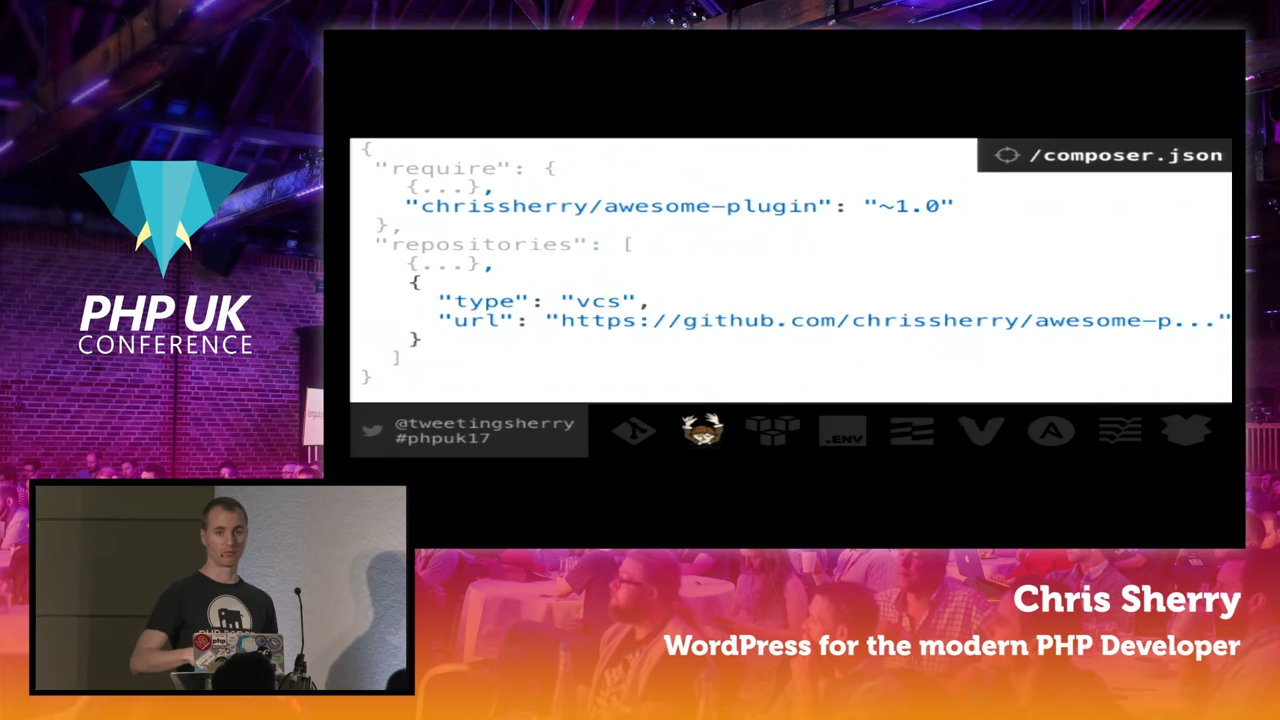 PHP UK
CONFERENCE
{
"require": {
{...},
"chrissherry/awesome-plugin": "~1.0"
},
"repositories": [
{...},
{
"type": "vcs",
"url": "https://github.com/chrissherry/awesome-p..."
}
]
}
/composer.json
@tweetingsherry
#phpuk17
.ENV
Chris Sherry
WordPress for the modern PHP Developer